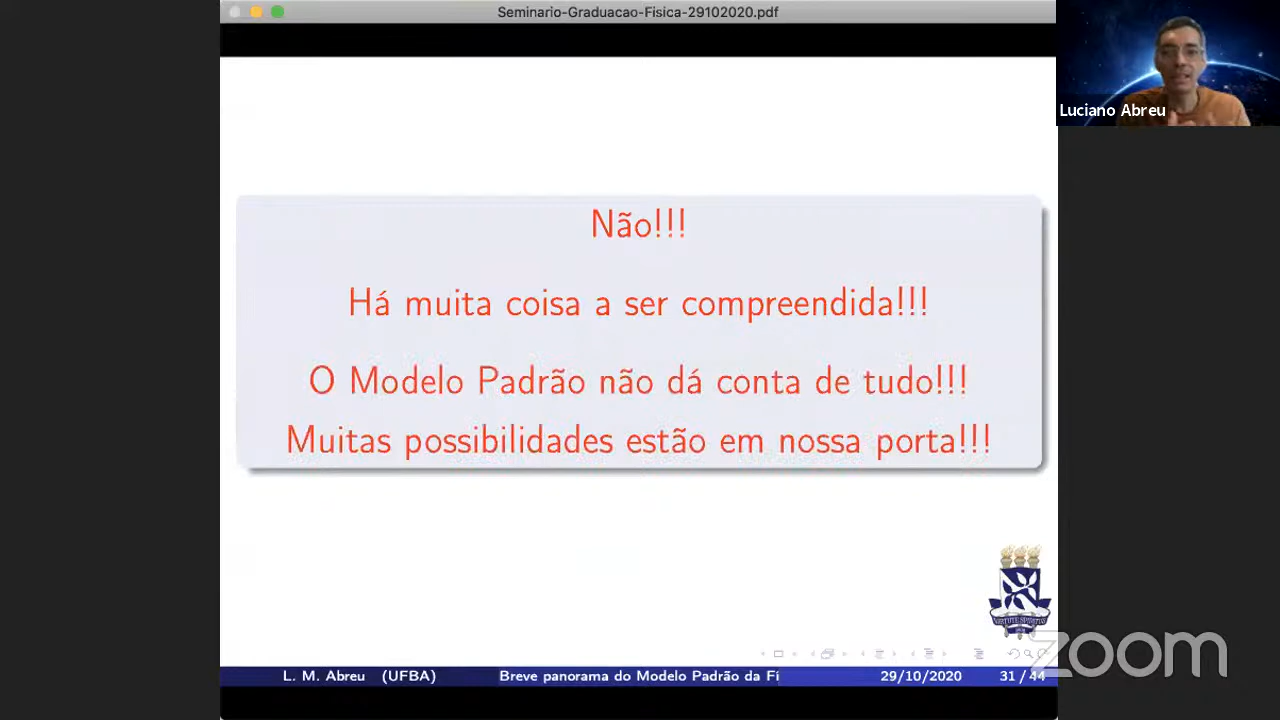 Seminario-Graduacao-Fisica-29102020.pdf
Luciano Abreu
Não!!!
Há muita coisa a ser compreendida!!!
O Modelo Padrão não dá conta de tudo!!!
Muitas possibilidades estão em nossa porta!!!
zoom
L. M. Abreu (UFBA) Breve panorama do Modelo Padrão da Fí 29/10/2020 31 / 44